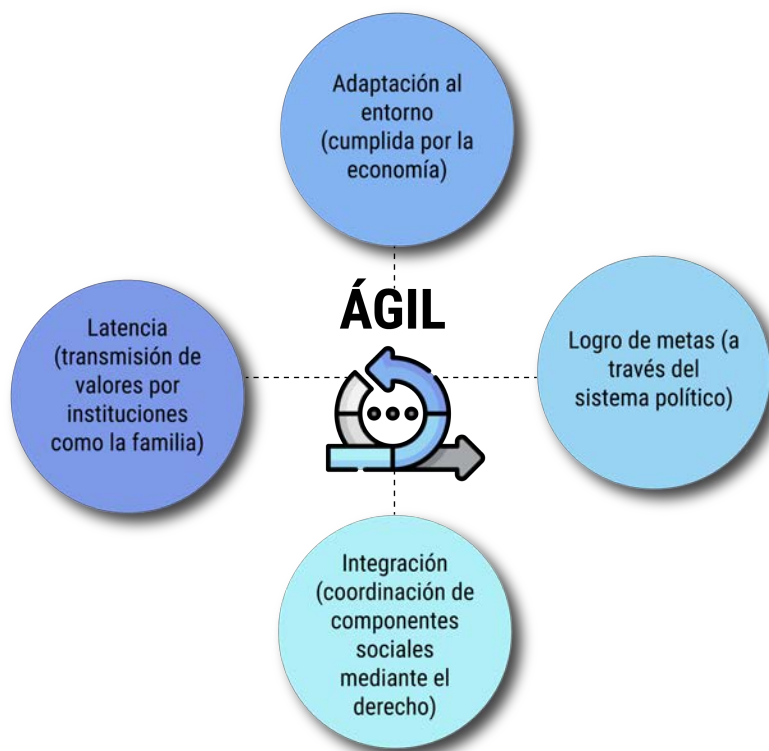 Adaptación al
entorno
(cumplida por la
economía)
ÁGIL
Latencia
(transmisión de
valores por
instituciones
como la familia)
Logro de metas (a
través del
sistema político)
Integración
(coordinación de
componentes
sociales
mediante el
derecho)